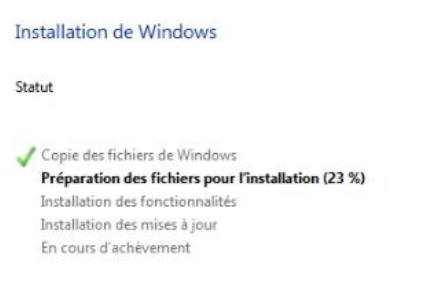 Installation de Windows
Statut
Copie des fichiers de Windows
Préparation des fichiers pour l'installation (23 %)
Installation des fonctionnalités
Installation des mises à jour
En cours d'achèvement